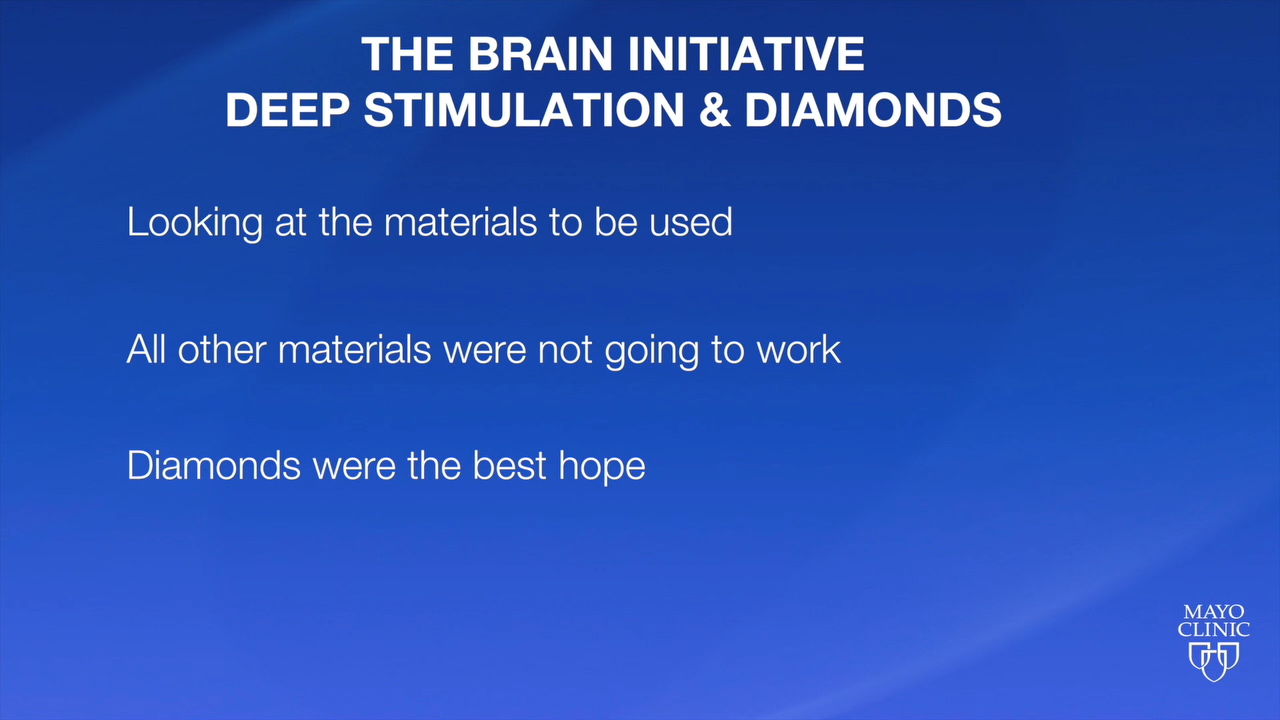 THE BRAIN INITIATIVE
DEEP STIMULATION & DIAMONDS
Looking at the materials to be used
All other materials were not going to work
Diamonds were the best hope
MAYO
CLINIC